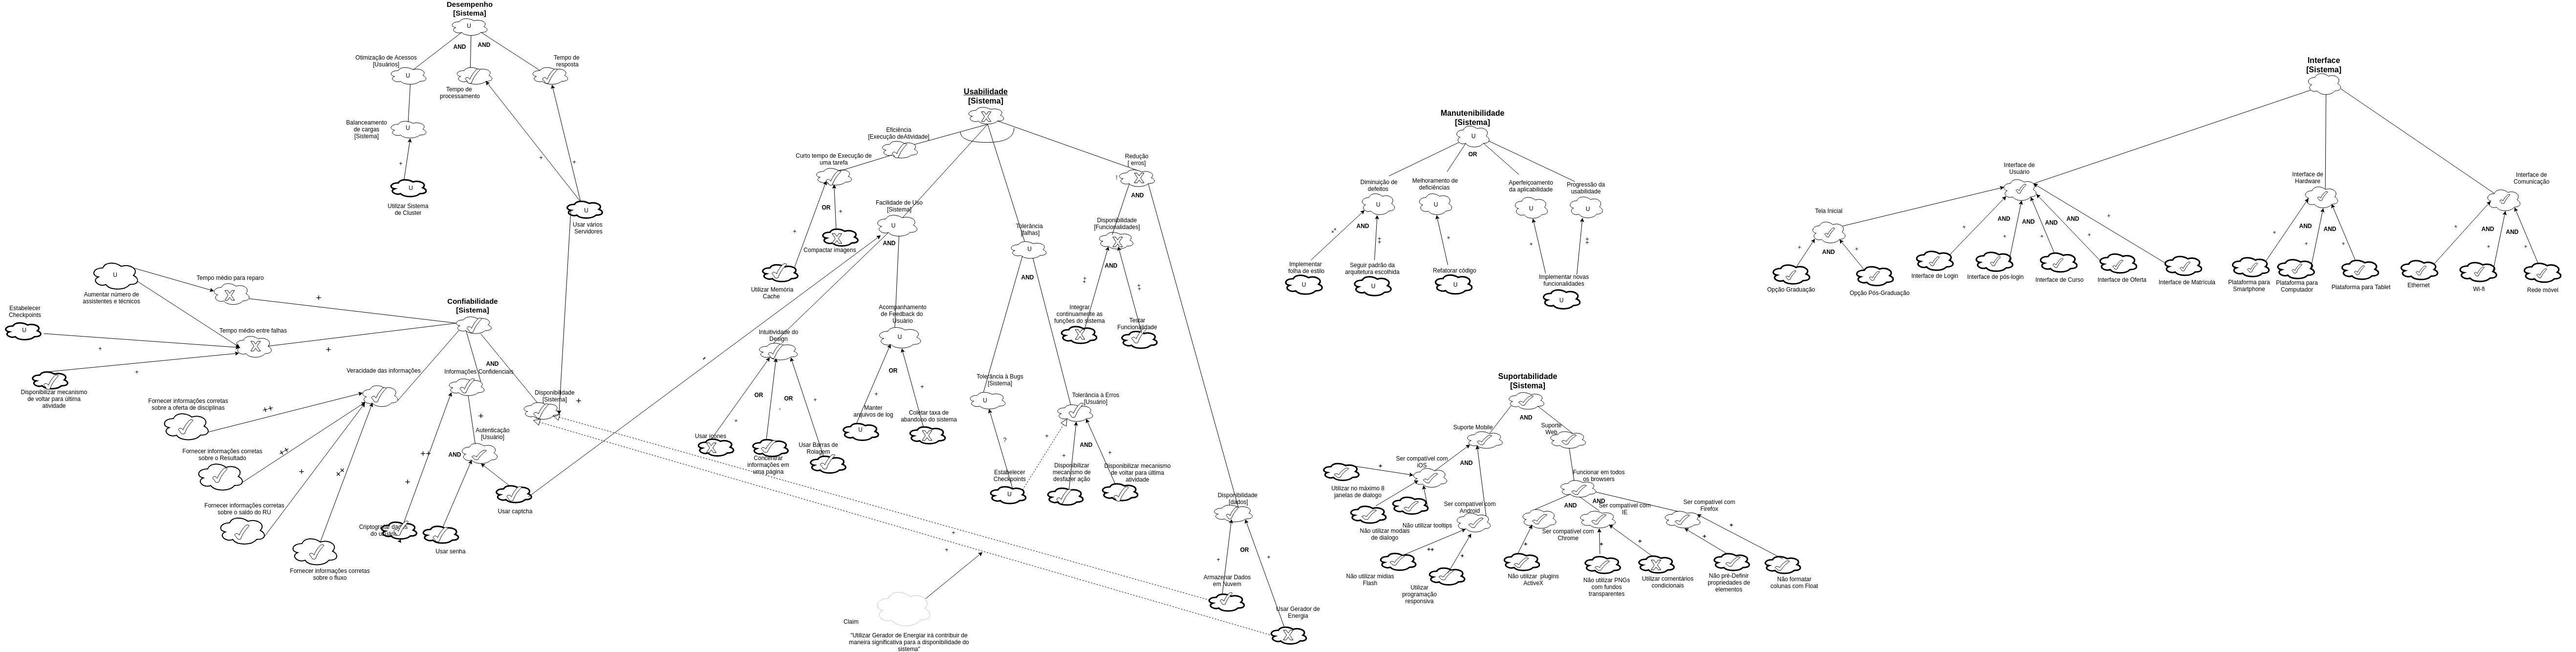 Desempenho
[Sistema]
U
AND
AND
Otimização de Acessos
[Usuários]
U
Tempo de
processamento
Tempo de
resposta
Balanceamento
de cargas
[Sistema]
U
+
U
Utilizar Sistema
de Cluster
+
+
U
Usar vários
Servidores
U
Aumentar número de
assistentes e técnicos
Tempo médio para reparo
X
+
Estabelecer
Checkpoints
U
+
Tempo médio entre falhas
X
+
+
Disponibilizar mecanismo
de voltar para última
atividade
Confiabilidade
[Sistema]
AND
Veracidade das informações
Informações Confidenciais
Disponibilidade
[Sistema]
+
Fornecer informações corretas
sobre a oferta de disciplinas
++
Fornecer informações corretas
sobre o Resultado
++
Fornecer informações corretas
sobre o saldo do RU
+
++
Fornecer informações corretas
sobre o fluxo
++
+
+
Autenticação
[Usuário]
AND
Usar captcha
Usar senha
Usabilidade
[Sistema]
X
Eficiência
[Execução deAtividade]
Curto tempo de Execução de
uma tarefa
OR
+
+
X
Compactar imagens
Utilizar Memória
Cache
Facilidade de Uso
[Sistema]
U
AND
Intuitividade do
Design
OR
OR
+
-
+
Usar ícones
X
Concentrar
informações em
uma página
Usar Barras de
Rolagem
Acompanhamento
de Feedback do
Usuário
U
OR
+
+
Manter
arquivos de log
U
Coletar taxa de
abandono do sistema
X
Tolerância
[falhas]
U
AND
Tolerância à Bugs
[Sistema]
U
?
Estabelecer
Checkpoints
U
Tolerância à Erros
[Usuário]
AND
+
+
+
Disponibilizar
mecanismo de
desfazer ação
Disponibilizar mecanismo
de voltar para última
atividade
Redução
[ erros]
!
X
AND
Disponibilidade
[Funcionalidades]
X
AND
++
++
Integrar
continuamente as
funções do sistema
X
Testar
Funcionalidade
Disponibilidade
[dados]
OR
+
+
Armazenar Dados
em Nuvem
Usar Gerador de
Energia
X
+
+
Claim
"Utilizar Gerador de Energiar irá contribuir de
maneira significativa para a disponibilidade do
sistema"
Manutenibilidade
[Sistema]
U
OR
Diminuição de
defeitos
U
AND
++
++
Implementar
folha de estilo
U
Seguir padrão da
arquitetura escolhida
U
Melhoramento de
deficiências
U
+
Refatorar código
U
Aperfeiçoamento
da aplicabilidade
U
+
Progressão da
usabilidade
U
++
Implementar novas
funcionalidades
U
Suportabilidade
[Sistema]
AND
Suporte Mobile
Suporte
Web
AND
Ser compatível com
iOS
+
Utilizar no máximo 8
janelas de dialogo
Não utilizar modais
de dialogo
Não utilizar tooltips
Ser compatível com
Android
++
+
Não utilizar mídias
Flash
Utilizar
programação
responsiva
Funcionar em todos
os browsers
AND
AND
Ser compatível com
Chrome
+
Não utilizar plugins
ActiveX
Ser compatível com
IE
+
+
Não utilizar PNGs
com fundos
transparentes
X
Utilizar comentários
condicionais
Ser compatível com
Firefox
+
+
Não pré-Definir
propriedades de
elementos
Não formatar
colunas com Float
Interface
[Sistema]
Interface de
Usuário
AND
AND
AND
AND
Tela Inicial
AND
+
+
Opção Graduação
Opção Pós-Graduação
+
+
+
+
+
Interface de Login
Interface de pós-login
Interface de Curso
Interface de Oferta
Interface de Matrícula
Interface de
Hardware
AND
AND
+
+
+
Plataforma para
Smartphone
Plataforma para
Computador
Plataforma para Tablet
Interface de
Comunicação
AND
AND
+
+
+
Ethernet
Wi-fi
Rede móvel